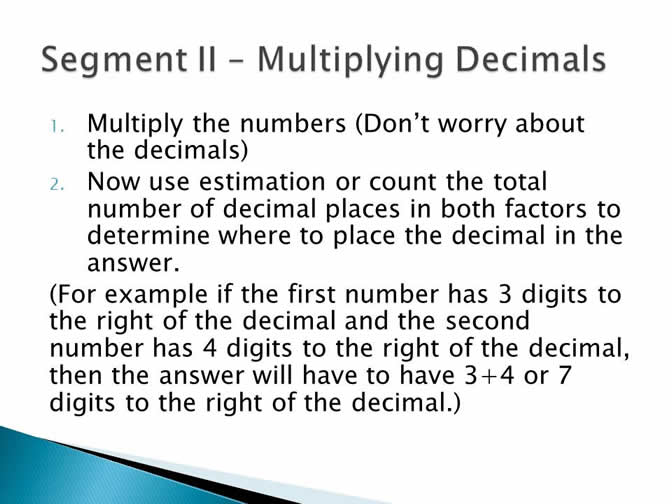 Segment II – Multiplying Decimals
1. Multiply the numbers (Don't worry about
the decimals)
2. Now use estimation or count the total
number of decimal places in both factors to
determine where to place the decimal in the
answer.
(For example if the first number has 3 digits to
the right of the decimal and the second
number has 4 digits to the right of the decimal,
then the answer will have to have 3+4 or 7
digits to the right of the decimal.)